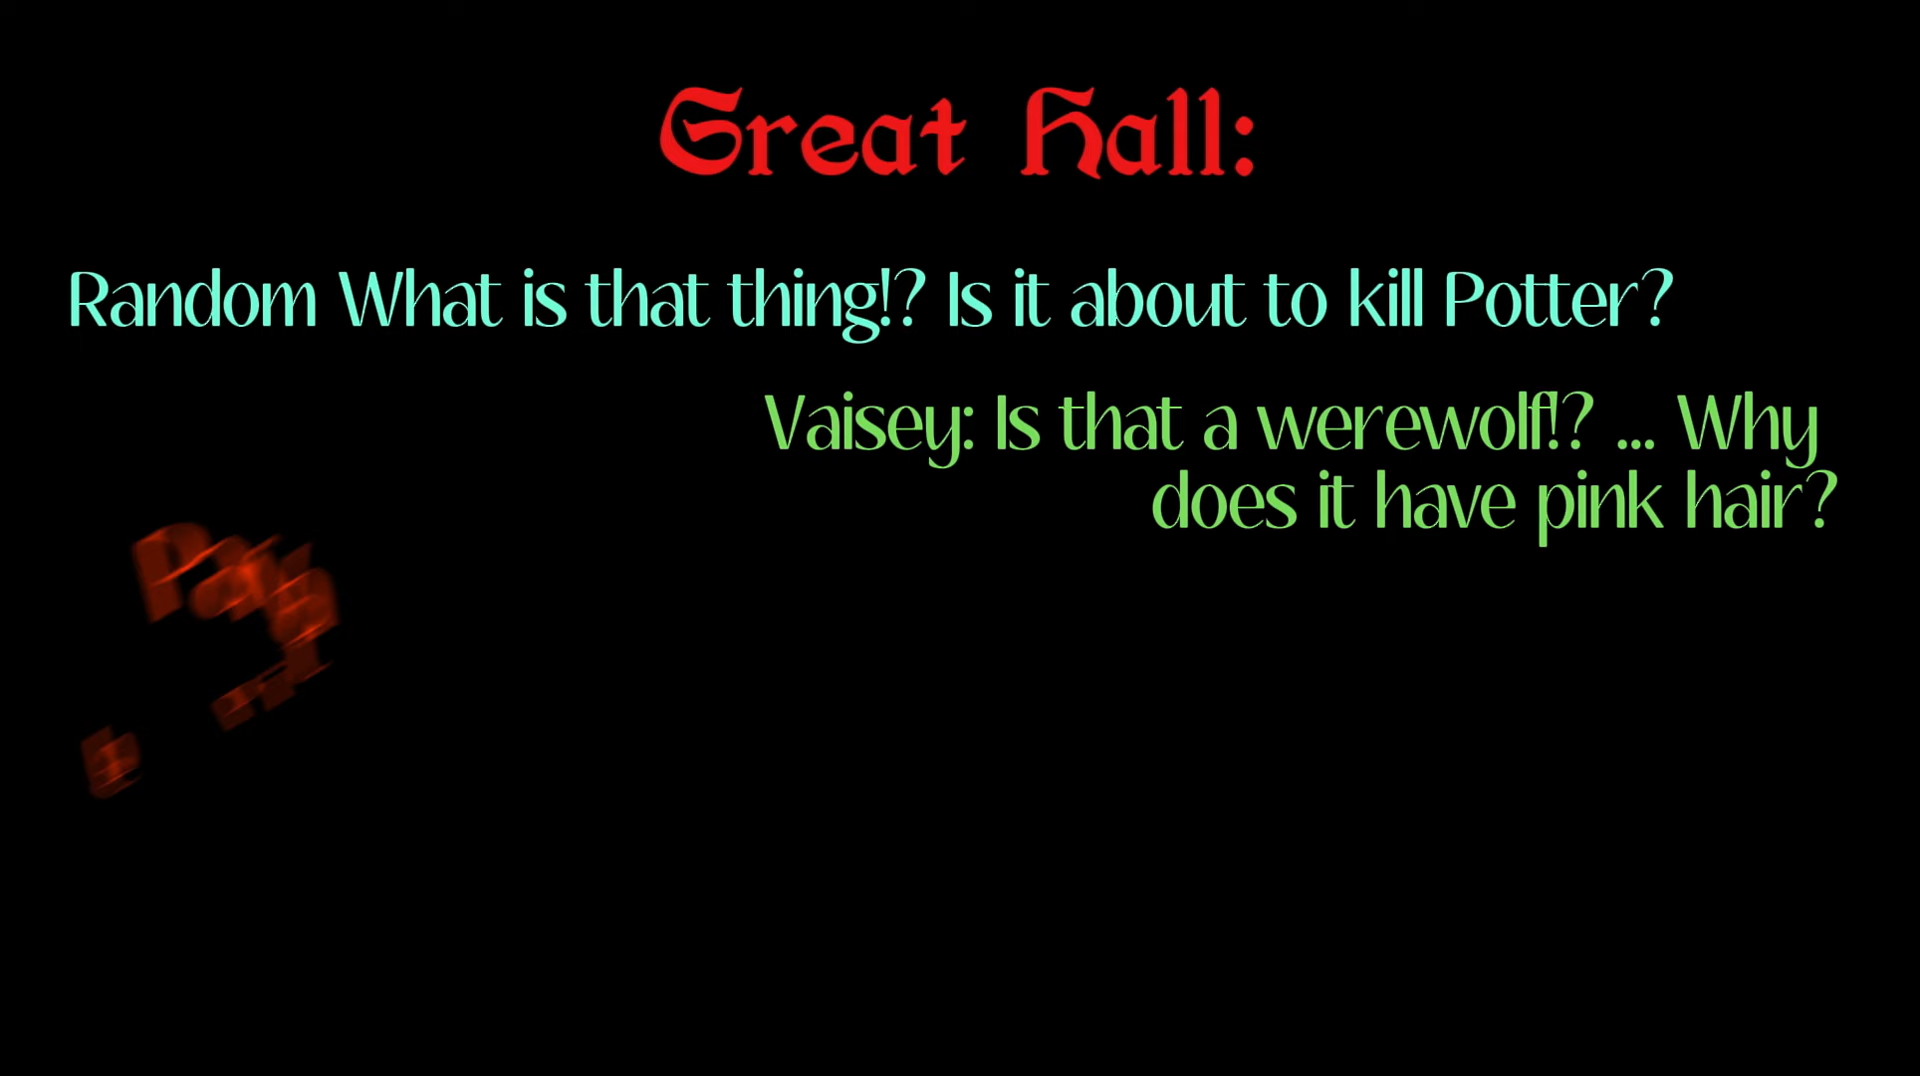 Great Hall:
Random What is that thing!? Is it about to kill Potter?
Vaisey: Is that a werewolf!? ... Why
does it have pink hair?